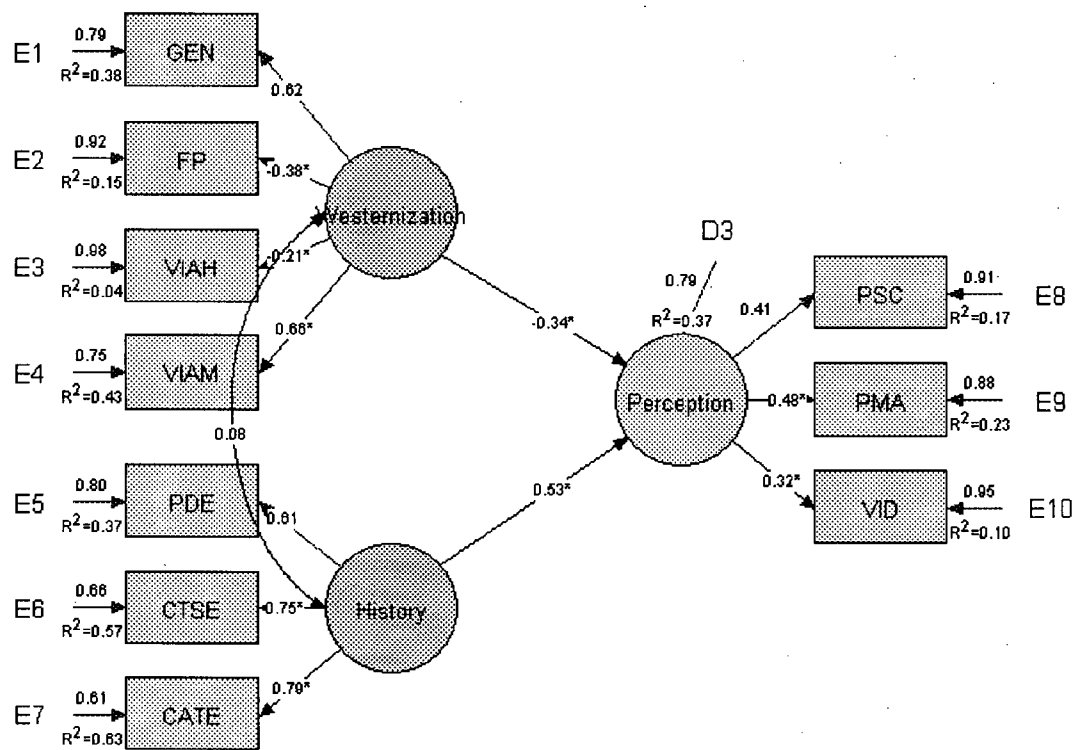 E1
0.79
R²=0.38
GEN
0.62
E2
0.92
R²=0.15
FP
-0.38*
Westernization
E3
0.98
R²=0.04
VIAH
-0.21*
E4
0.75
R²=0.43
VIAM
0.66*
0.08
-0.34*
D3
0.79
R²=0.37
Perception
0.41
PSC
0.91
R²=0.17
E8
0.48*
PMA
0.88
R²=0.23
E9
0.32*
VID
0.95
R²=0.10
E10
0.53*
E5
0.80
R²=0.37
PDE
0.61
History
E6
0.66
R²=0.57
CTSE
0.75*
E7
0.61
R²=0.63
CATE
0.79*